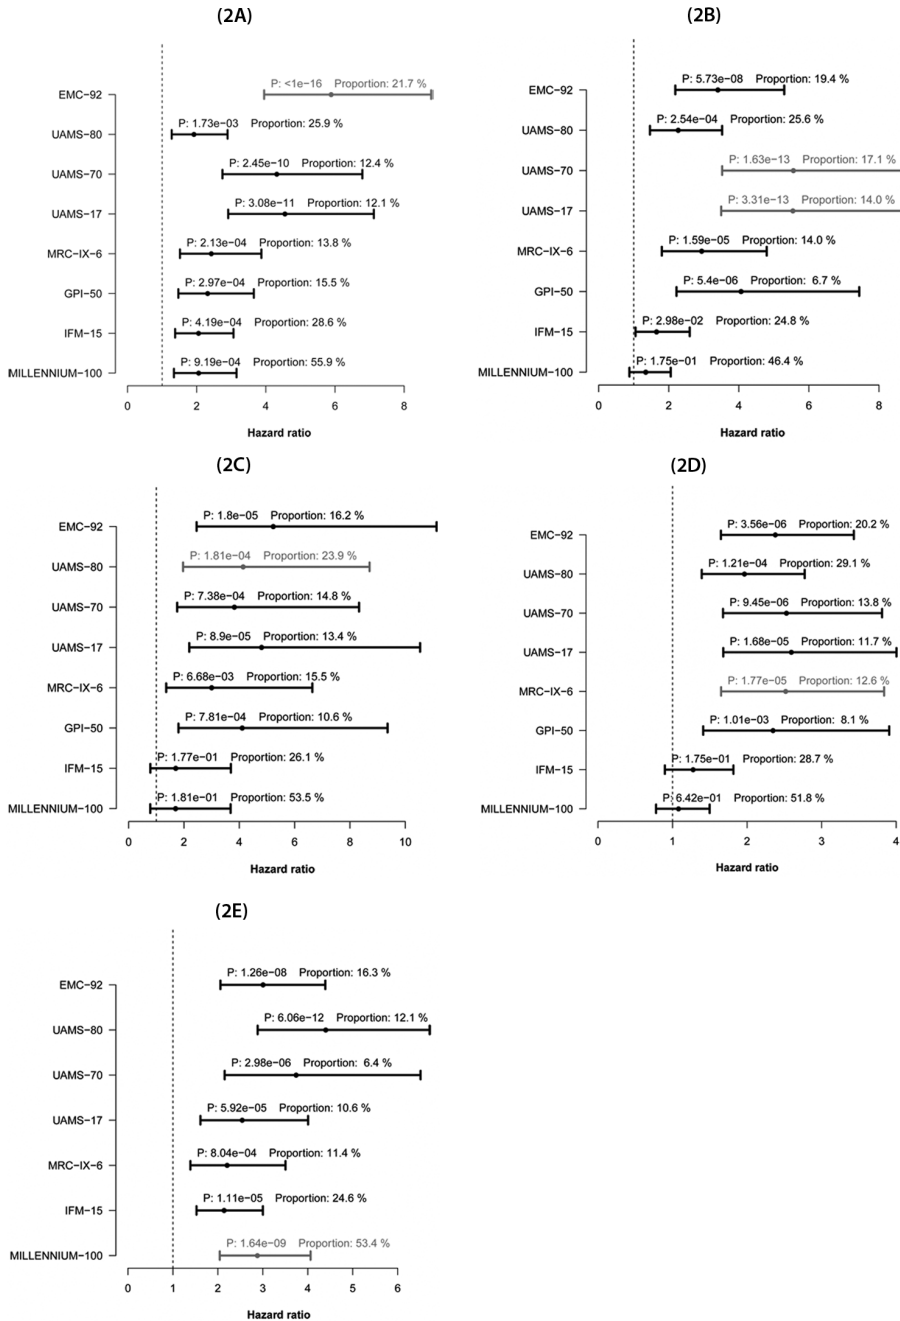 (2A)
EMC−92 P: <1e−16 Proportion: 21.7 %
UAMS−80 P: 1.73e−03 Proportion: 25.9 %
UAMS−70 P: 2.45e−10 Proportion: 12.4 %
UAMS−17 P: 3.08e−11 Proportion: 12.1 %
MRC−IX−6 P: 2.13e−04 Proportion: 13.8 %
GPI−50 P: 2.97e−04 Proportion: 15.5 %
IFM−15 P: 4.19e−04 Proportion: 28.6 %
MILLENNIUM−100 P: 9.19e−04 Proportion: 55.9 %
0 2 4 6 8
Hazard ratio
(2B)
EMC−92 P: 5.73e−08 Proportion: 19.4 %
UAMS−80 P: 2.54e−04 Proportion: 25.6 %
UAMS−70 P: 1.63e−13 Proportion: 17.1 %
UAMS−17 P: 3.31e−13 Proportion: 14.0 %
MRC−IX−6 P: 1.59e−05 Proportion: 14.0 %
GPI−50 P: 5.4e−06 Proportion: 6.7 %
IFM−15 P: 2.98e−02 Proportion: 24.8 %
MILLENNIUM−100 P: 1.75e−01 Proportion: 46.4 %
0 2 4 6 8
Hazard ratio
(2C)
EMC−92 P: 1.8e−05 Proportion: 16.2 %
UAMS−80 P: 1.81e−04 Proportion: 23.9 %
UAMS−70 P: 7.38e−04 Proportion: 14.8 %
UAMS−17 P: 8.9e−05 Proportion: 13.4 %
MRC−IX−6 P: 6.68e−03 Proportion: 15.5 %
GPI−50 P: 7.81e−04 Proportion: 10.6 %
IFM−15 P: 1.77e−01 Proportion: 26.1 %
MILLENNIUM−100 P: 1.81e−01 Proportion: 53.5 %
0 2 4 6 8 10
Hazard ratio
(2D)
EMC−92 P: 3.56e−06 Proportion: 20.2 %
UAMS−80 P: 1.21e−04 Proportion: 29.1 %
UAMS−70 P: 9.45e−06 Proportion: 13.8 %
UAMS−17 P: 1.68e−05 Proportion: 11.7 %
MRC−IX−6 P: 1.77e−05 Proportion: 12.6 %
GPI−50 P: 1.01e−03 Proportion: 8.1 %
IFM−15 P: 1.75e−01 Proportion: 28.7 %
MILLENNIUM−100 P: 6.42e−01 Proportion: 51.8 %
0 1 2 3 4
Hazard ratio
(2E)
EMC−92 P: 1.26e−08 Proportion: 16.3 %
UAMS−80 P: 6.06e−12 Proportion: 12.1 %
UAMS−70 P: 2.98e−06 Proportion: 6.4 %
UAMS−17 P: 5.92e−05 Proportion: 10.6 %
MRC−IX−6 P: 8.04e−04 Proportion: 11.4 %
IFM−15 P: 1.11e−05 Proportion: 24.6 %
MILLENNIUM−100 P: 1.64e−09 Proportion: 53.4 %
0 1 2 3 4 5 6
Hazard ratio